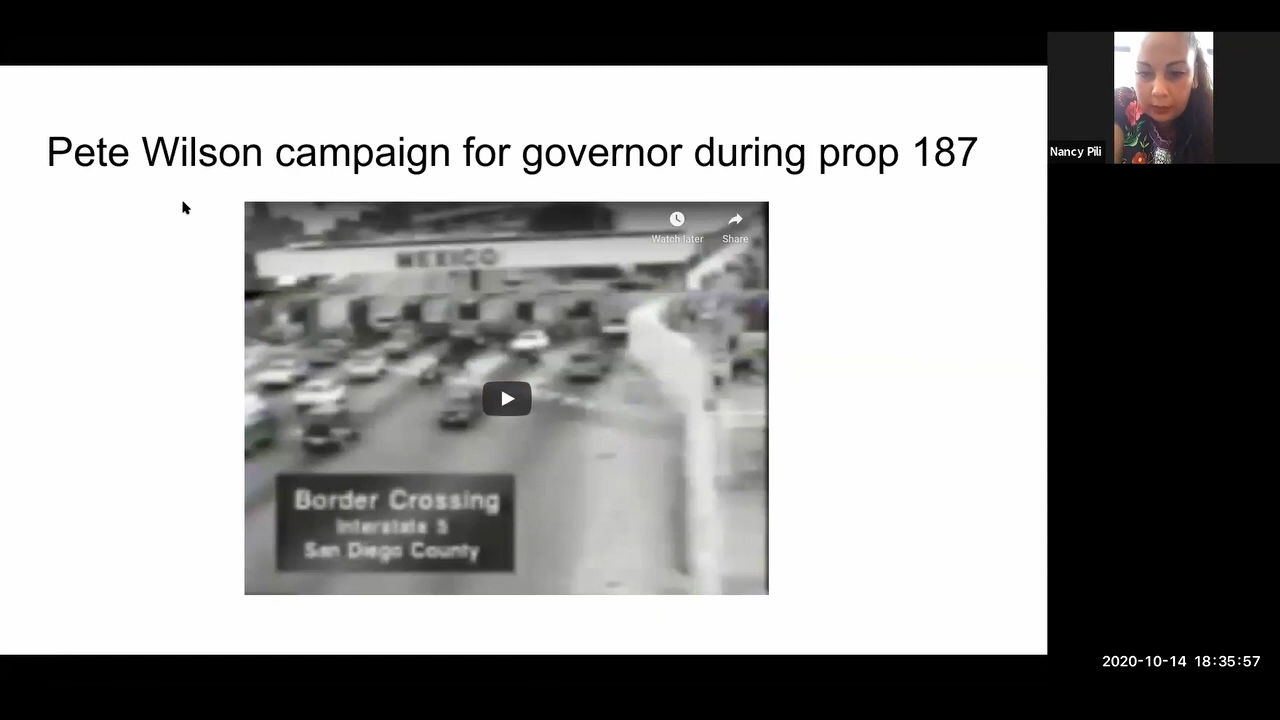 Pete Wilson campaign for governor during prop 187
Nancy Pili
Watch later
Share
MEXICO
Border Crossing
Interstate 5
San Diego County
2020-10-14 18:35:57